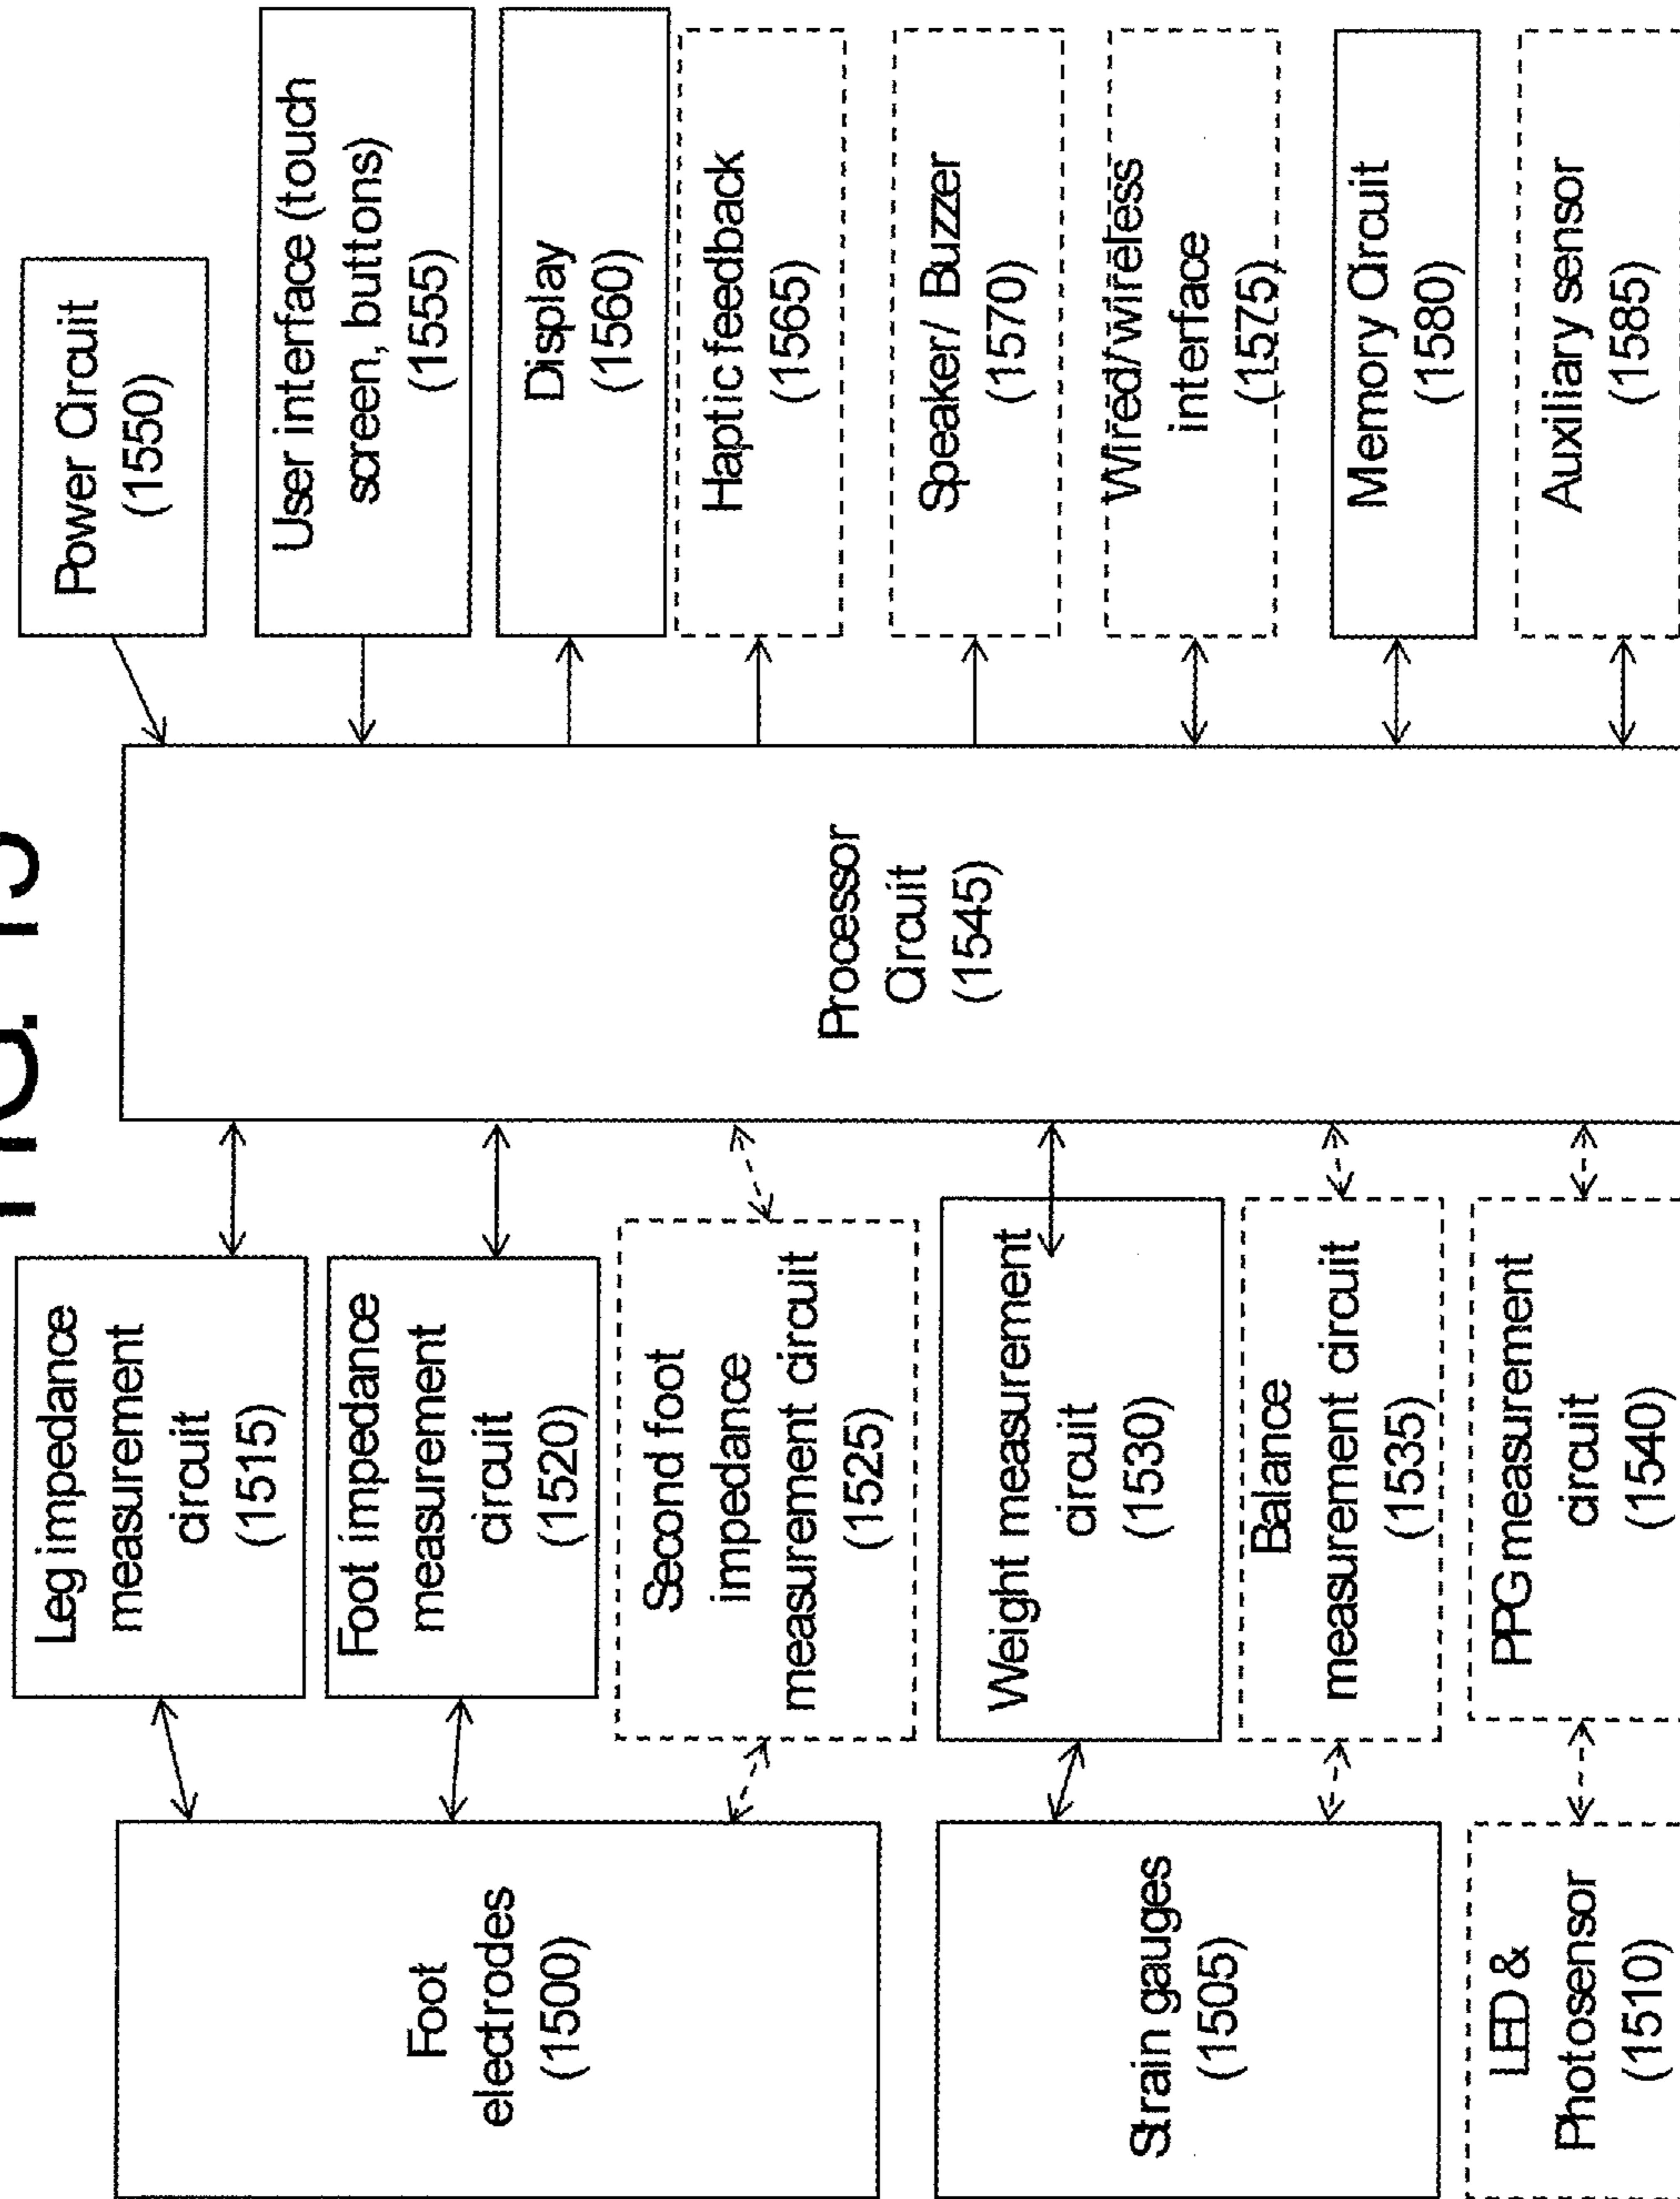 FIG. 15
Foot
electrodes
(1500)
Strain gauges
(1505)
LED &
Photosensor
(1510)
Leg impedance
measurement
circuit
(1515)
Foot impedance
measurement
circuit
(1520)
Second foot
impedance
measurement circuit
(1525)
Weight measurement
circuit
(1530)
Balance
measurement circuit
(1535)
PPG measurement
circuit
(1540)
Processor
Circuit
(1545)
Power Circuit
(1550)
User interface (touch
screen, buttons)
(1555)
Display
(1560)
Haptic feedback
(1565)
Speaker/ Buzzer
(1570)
Wired/wireless
interface
(1575)
Memory Circuit
(1580)
Auxiliary sensor
(1585)